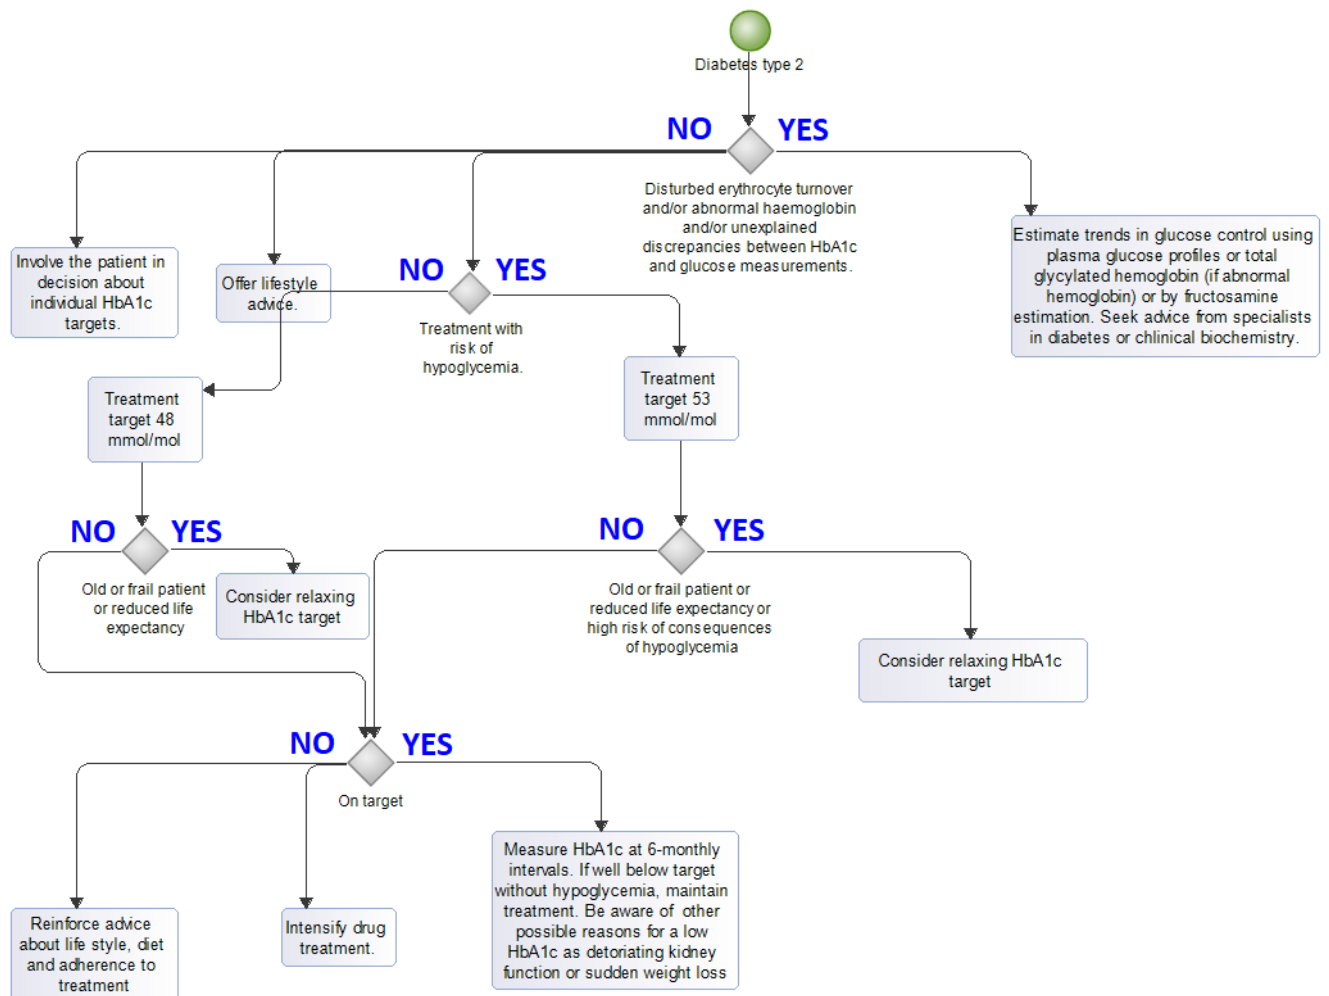 Diabetes type 2
NO
YES
Disturbed erythrocyte turnover
and/or abnormal haemoglobin
and/or unexplained
discrepancies between HbA1c
and glucose measurements.
Involve the patient in
decision about
individual HbA1c
targets.
Offer lifestyle
advice.
NO
YES
Treatment with
risk of
hypoglycemia.
Estimate trends in glucose control using
plasma glucose profiles or total
glycylated hemoglobin (if abnormal
hemoglobin) or by fructosamine
estimation. Seek advice from specialists
in diabetes or chlinical biochemistry.
Treatment
target 48
mmol/mol
Treatment
target 53
mmol/mol
NO
YES
Old or frail patient
or reduced life
expectancy
Consider relaxing
HbA1c target
NO
YES
Old or frail patient or
reduced life expectancy or
high risk of consequences
of hypoglycemia
Consider relaxing HbA1c
target
NO
YES
On target
Reinforce advice
about life style, diet
and adherence to
treatment
Intensify drug
treatment.
Measure HbA1c at 6-monthly
intervals. If well below target
without hypoglycemia, maintain
treatment. Be aware of other
possible reasons for a low
HbA1c as detoriating kidney
function or sudden weight loss